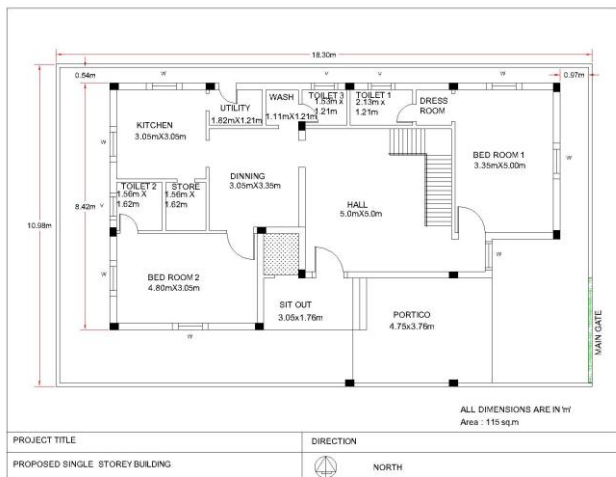 18.30m
0.54m
W
V
V
W
0.97m
KITCHEN
3.05mX3.05m
UTILITY
1.82mX1.21m
WASH
1.11mX1.21m
TOILET 3
1.53m x
1.21m
TOILET 1
2.13m x
1.21m
DRESS
ROOM
BED ROOM 1
3.35mX5.00m
W
W
DINNING
3.05mX3.35m
HALL
5.0mX5.0m
TOILET 2
1.56m X
1.62m
STORE
1.56m X
1.62m
V
8.42m
10.98m
W
BED ROOM 2
4.80mX3.05m
W
W
SIT OUT
3.05x1.76m
PORTICO
4.75x3.76m
MAIN GATE
ALL DIMENSIONS ARE IN 'm'
Area : 115 sq.m
PROJECT TITLE
DIRECTION
PROPOSED SINGLE STOREY BUILDING
NORTH